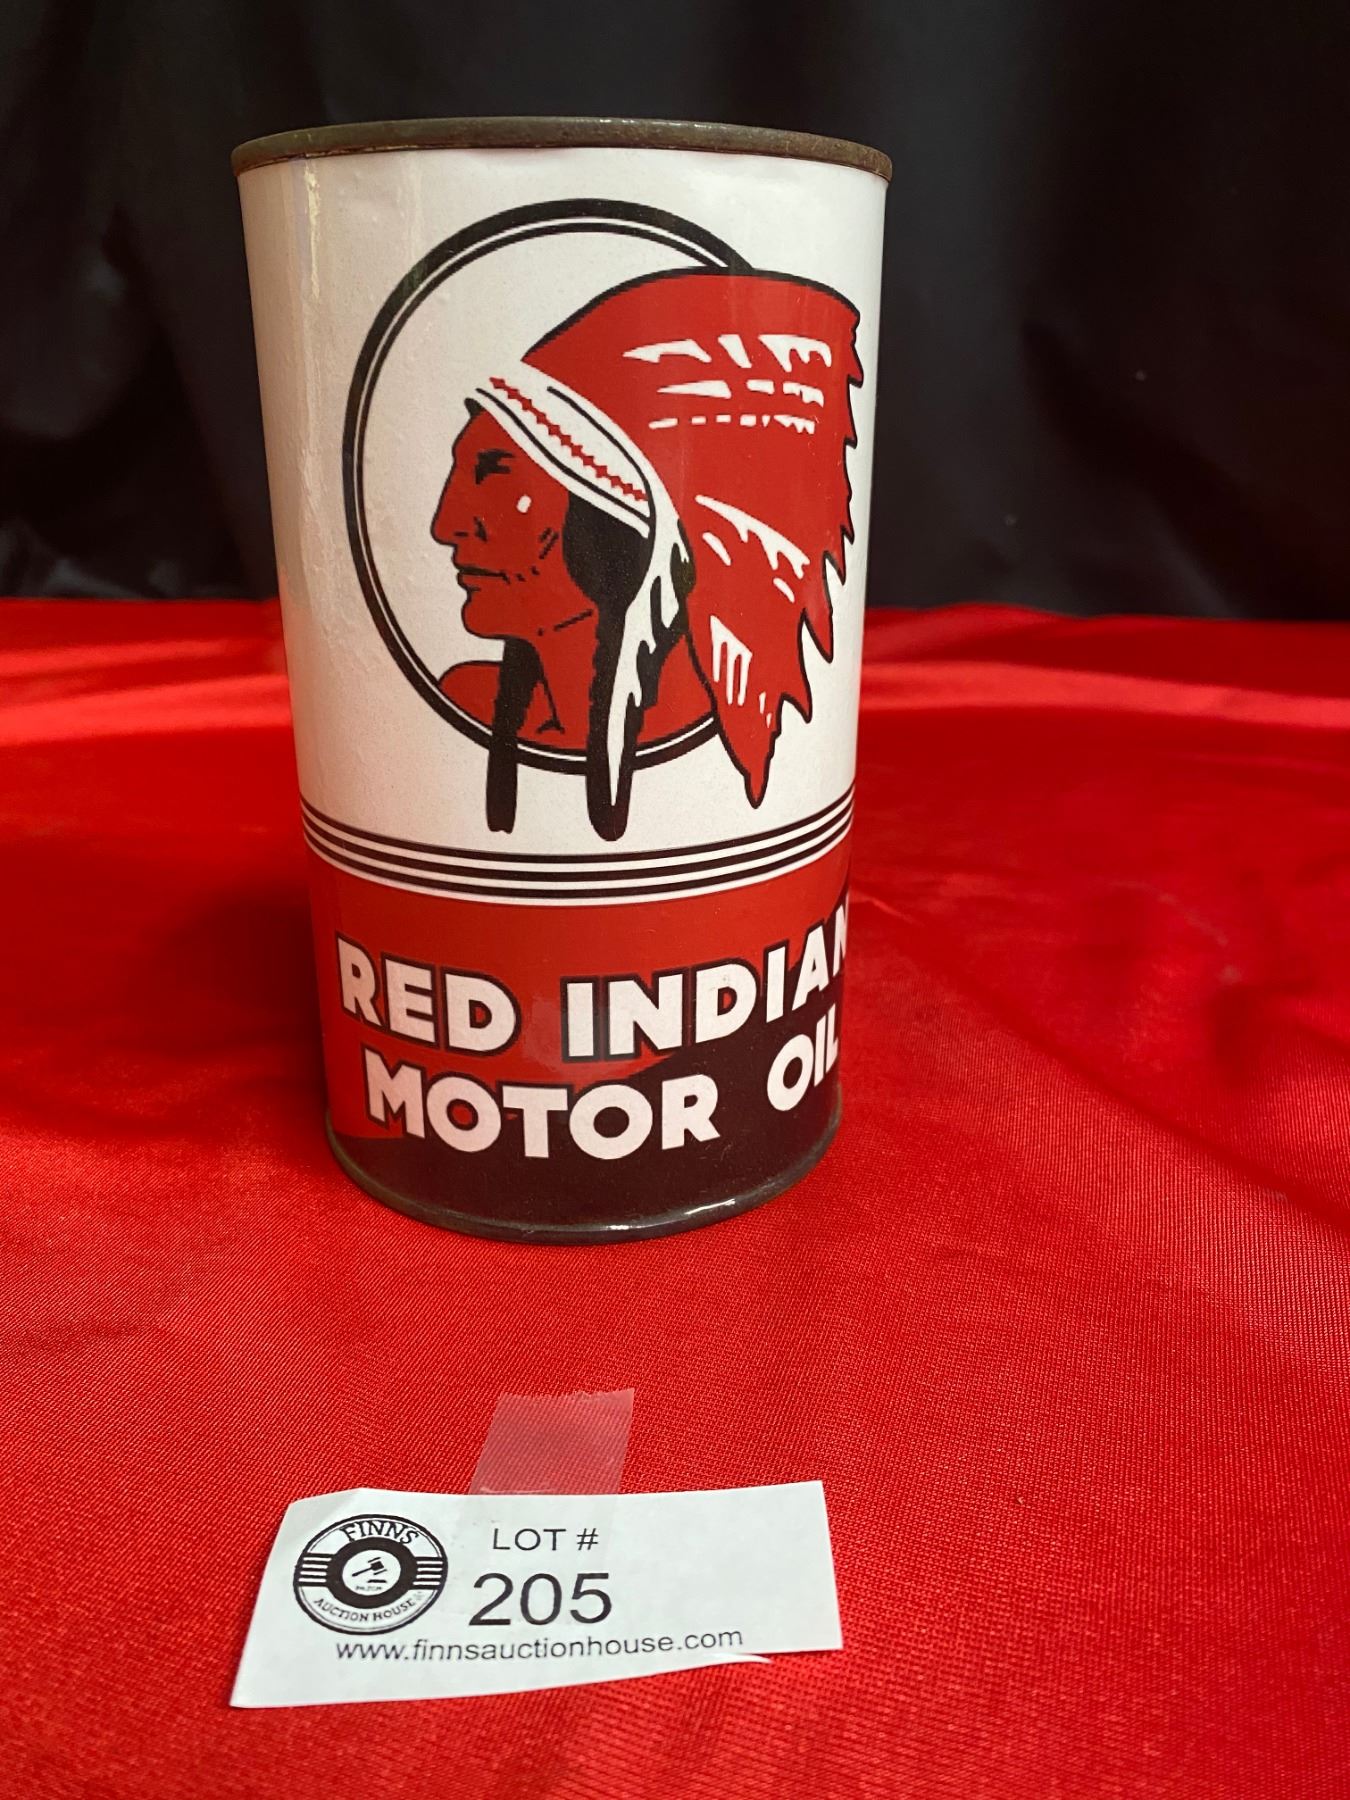 RED INDIAN
MOTOR OIL
FINNS
AUCTION HOUSE
LOT #
205
www.finnsauctionhouse.com